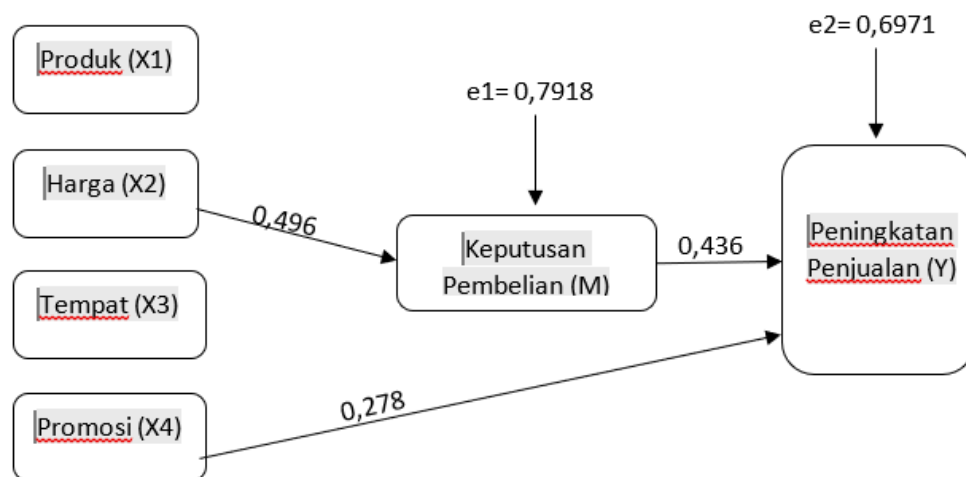 e2= 0,6971
Produk (X1)
e1= 0,7918
Harga (X2)
0,496
Keputusan
Pembelian (M)
0,436
Peningkatan
Penjualan (Y)
Tempat (X3)
0,278
Promosi (X4)